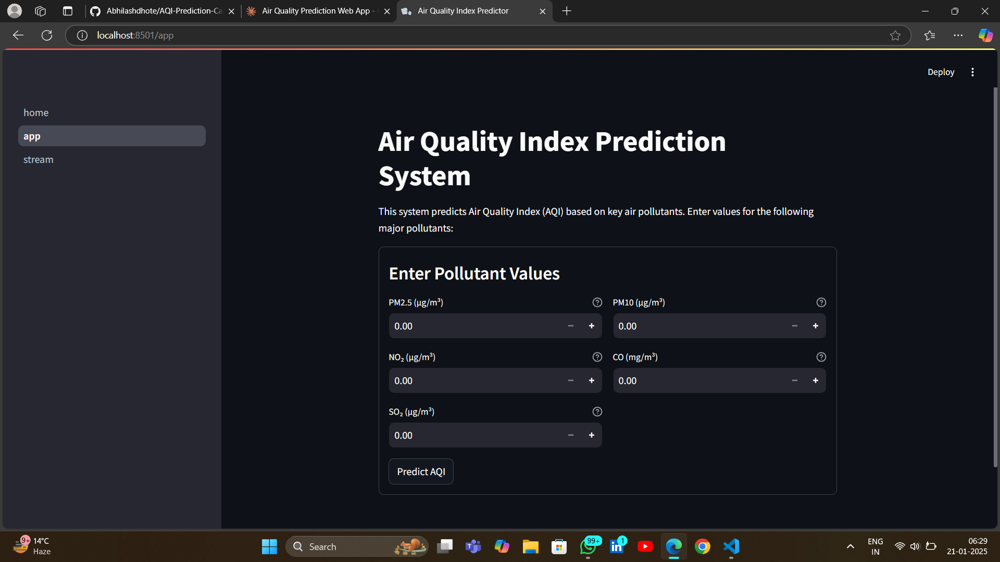 Abhilashdhote/AQI-Prediction-Ca
Air Quality Prediction Web App -
Air Quality Index Predictor
localhost:8501/app
Deploy
home
app
stream
Air Quality Index Prediction
System
This system predicts Air Quality Index (AQI) based on key air pollutants. Enter values for the following
major pollutants:
Enter Pollutant Values
PM2.5 (µg/m³)
PM10 (µg/m³)
0.00
0.00
NO₂ (µg/m³)
CO (mg/m³)
0.00
0.00
SO₂ (µg/m³)
0.00
Predict AQI
9+
14°C
Haze
Search
99+
1
ENG
IN
06:29
21-01-2025